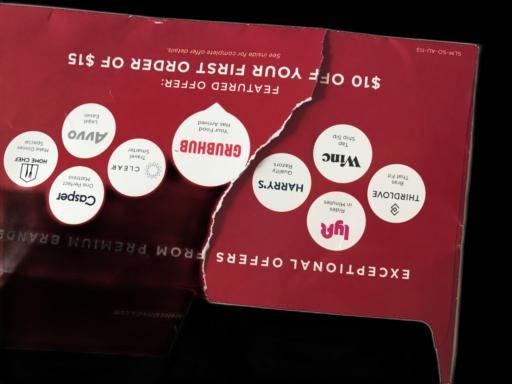 EXCEPTIONAL OFFERS FROM PREMIUM BRANDS
lyft
Rides
in Minutes
THIRDLOVE
Bras
That Fit
HARRY'S
Quality
Razors
Winc
Tap
Sip
Casper
One Perfect
Mattress
CLEAR
Travel
Smarter
HOME CHEF
Make Dinner
Special
Avvo
Legal
Easier
GRUBHUB
Your Food
Has Arrived
FEATURED OFFER:
$10 OFF YOUR FIRST ORDER OF $15
See inside for complete offer details.
SLM-SO-AU-113